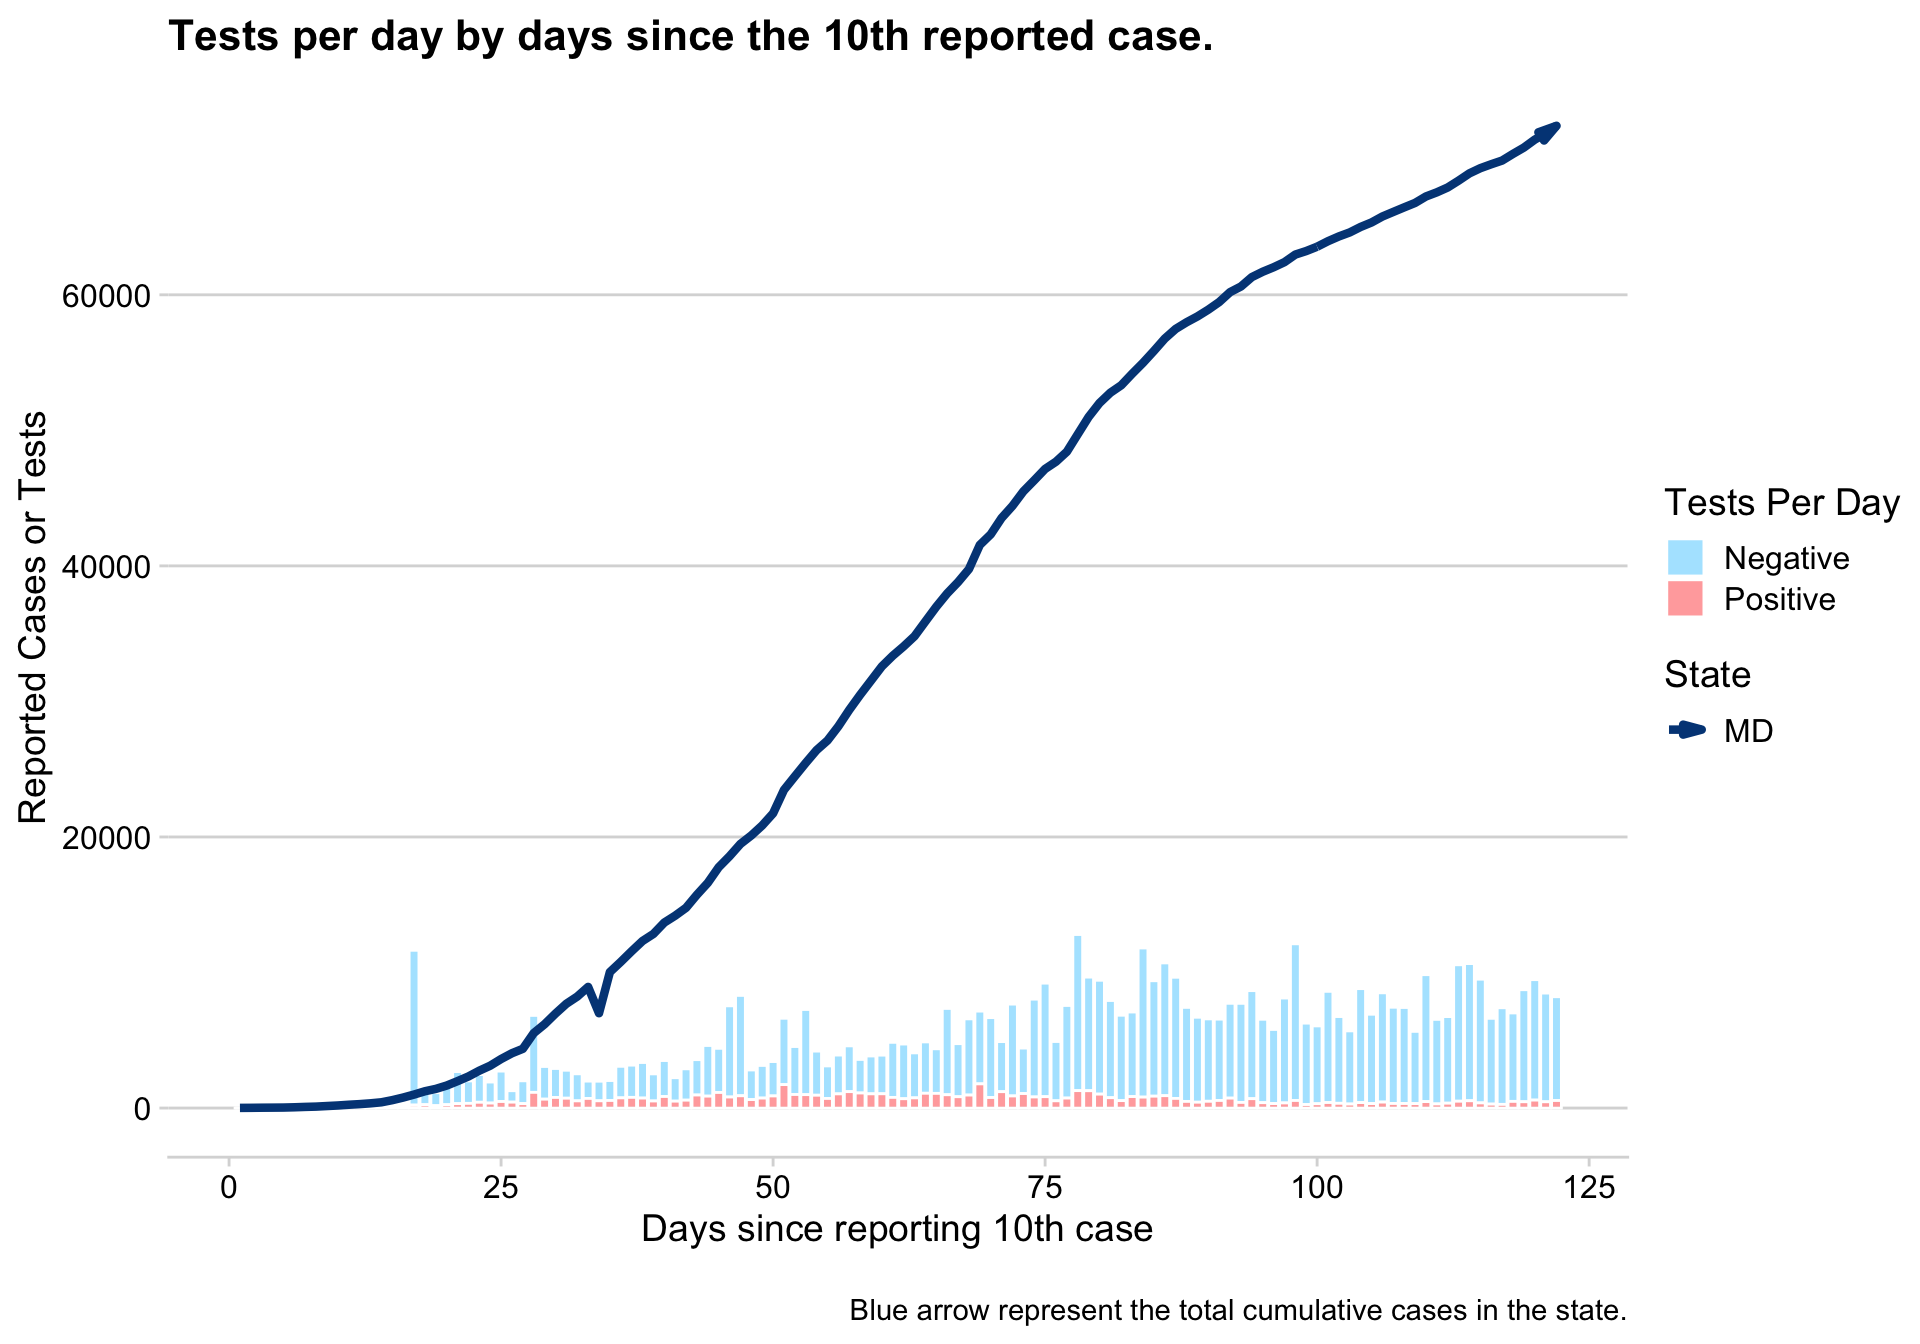 Tests per day by days since the 10th reported case.
Reported Cases or Tests
60000
40000
20000
0
0 25 50 75 100 125
Days since reporting 10th case
Tests Per Day
Negative
Positive
State
MD
Blue arrow represent the total cumulative cases in the state.